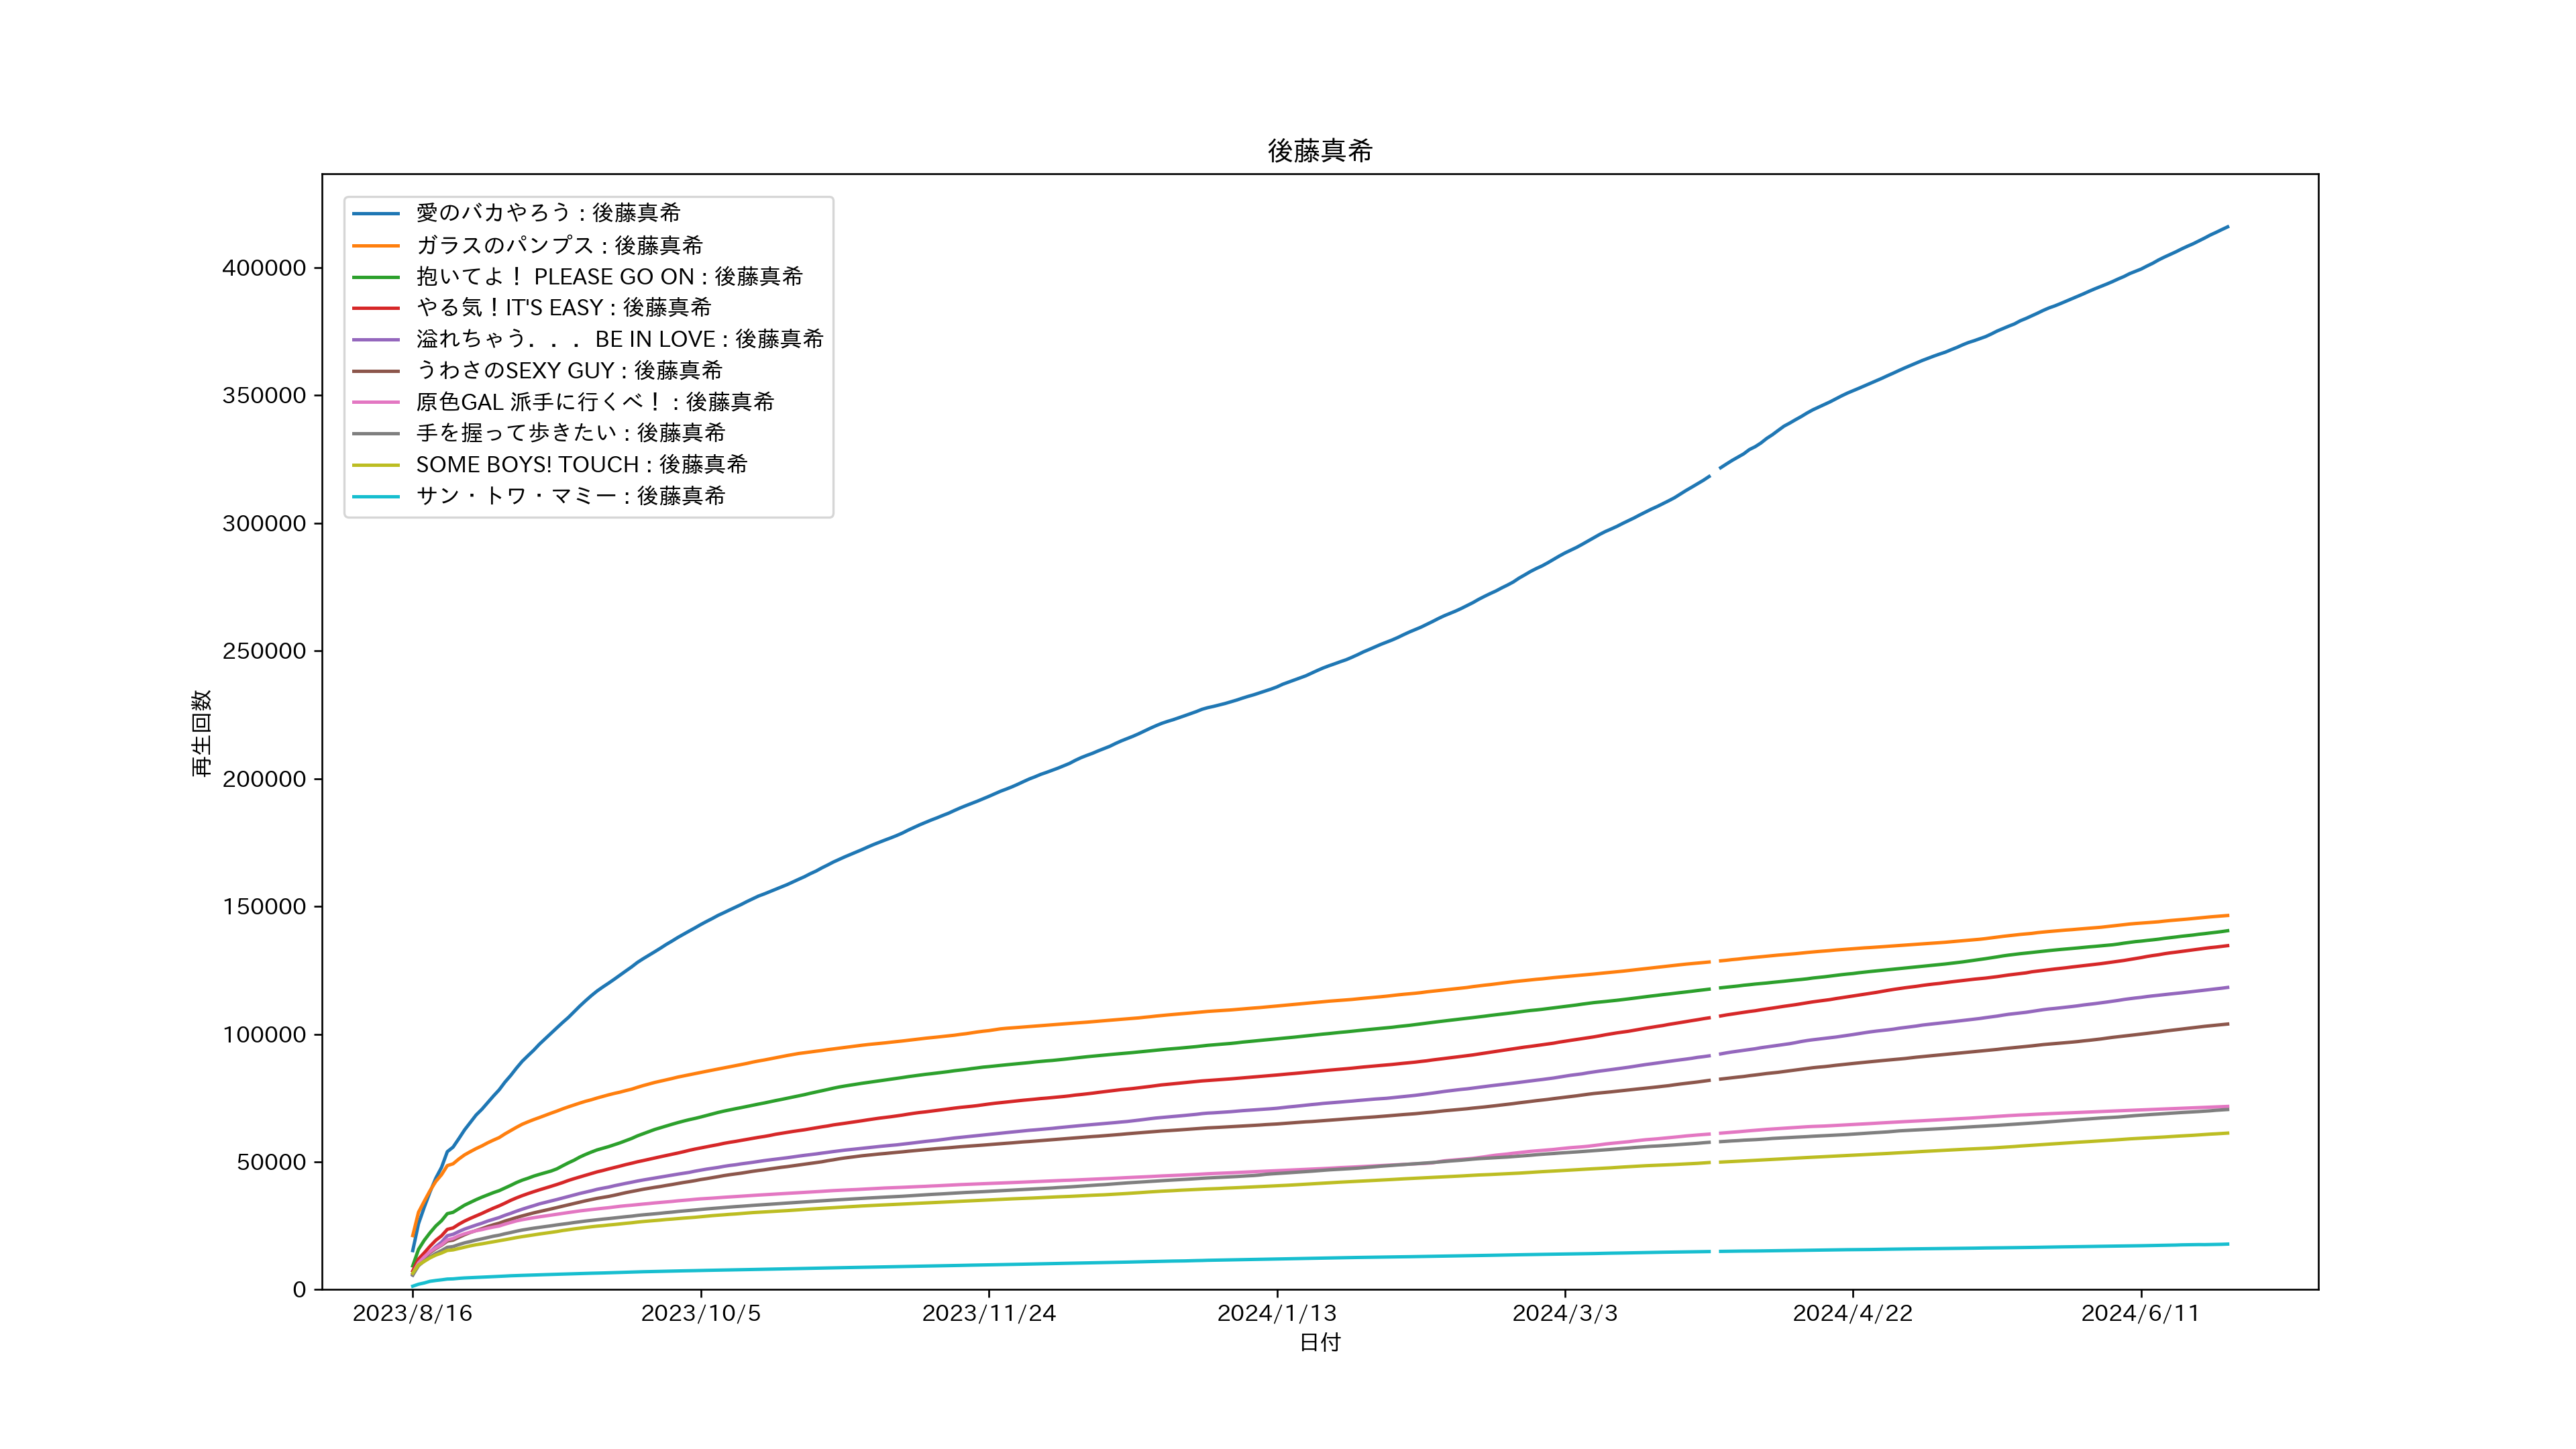 後藤真希
愛のバカやろう : 後藤真希
ガラスのパンプス : 後藤真希
抱いてよ！ PLEASE GO ON : 後藤真希
やる気！IT'S EASY : 後藤真希
溢れちゃう．．． BE IN LOVE : 後藤真希
うわさのSEXY GUY : 後藤真希
原色GAL 派手に行くべ！ : 後藤真希
手を握って歩きたい : 後藤真希
SOME BOYS! TOUCH : 後藤真希
サン・トワ・マミー : 後藤真希
400000
350000
300000
250000
200000
150000
100000
50000
0
再生回数
2023/8/16 2023/10/5 2023/11/24 2024/1/13 2024/3/3 2024/4/22 2024/6/11
日付